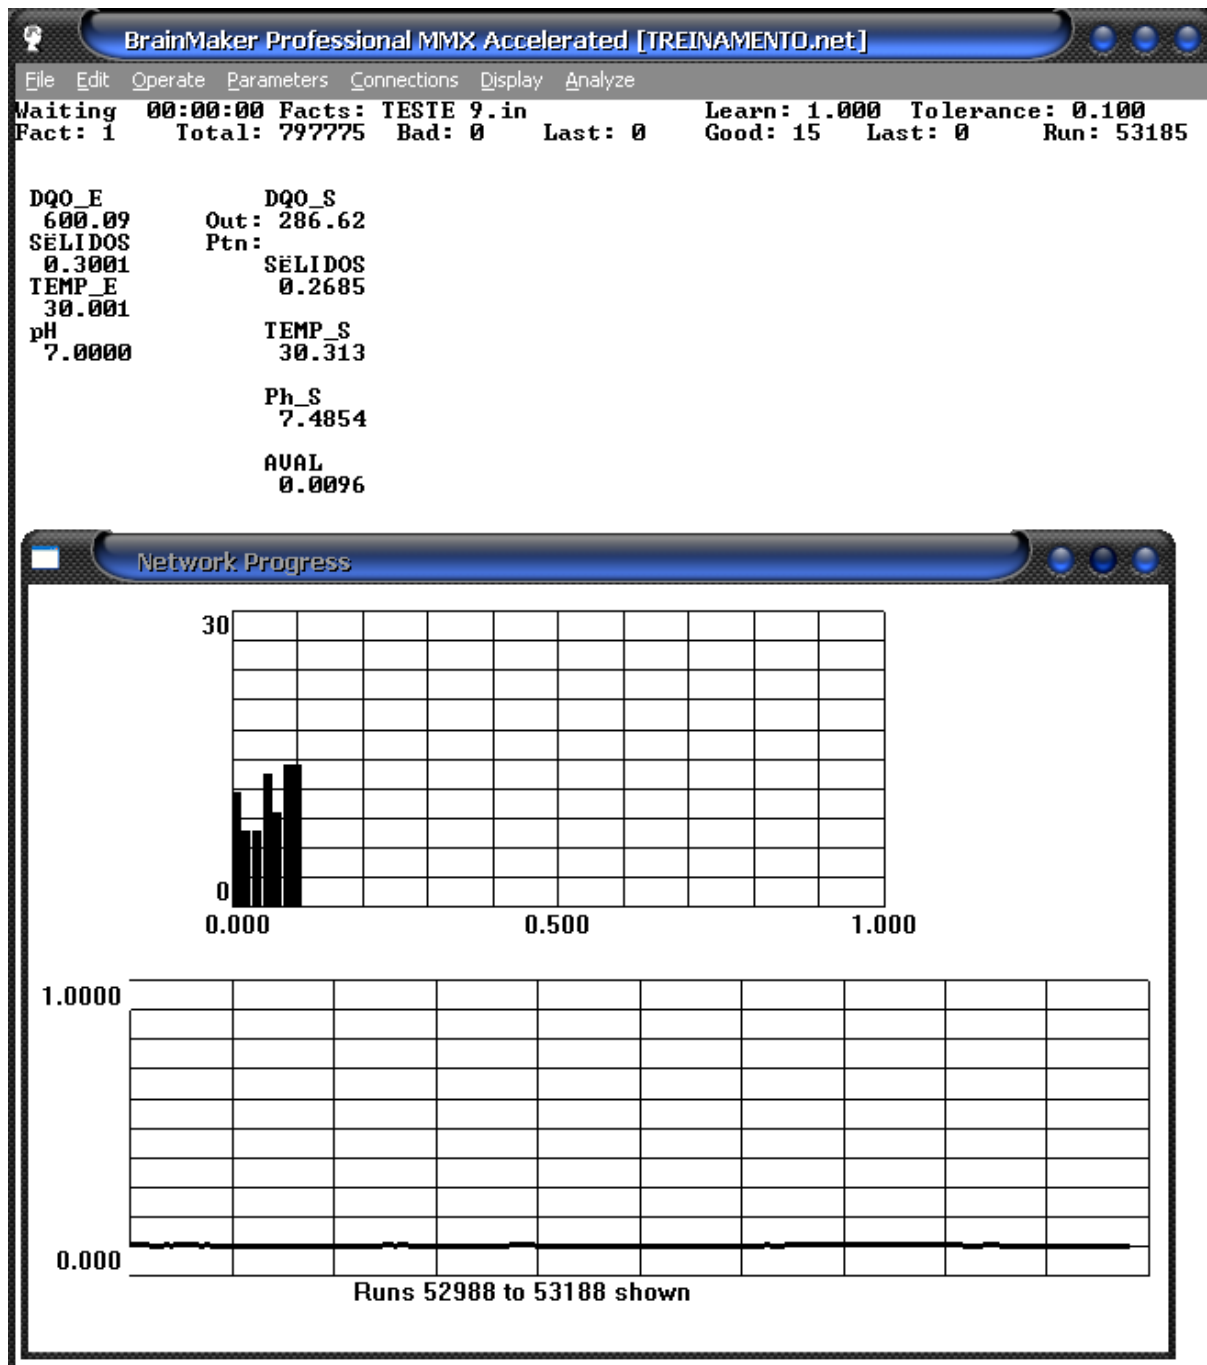 BrainMaker Professional MMX Accelerated [TREINAMENTO.net]
File Edit Operate Parameters Connections Display Analyze
Waiting 00:00:00 Facts: TESTE 9.in Learn: 1.000 Tolerance: 0.100
Fact: 1 Total: 797775 Bad: 0 Last: 0 Good: 15 Last: 0 Run: 53185
DQO_E DQO_S
600.09 Out: 286.62
SËLIDOS Ptn:
0.3001 SËLIDOS
TEMP_E 0.2685
30.001
pH TEMP_S
7.0000 30.313
Ph_S
7.4854
AVAL
0.0096
Network Progress
30
0
0.000 0.500 1.000
1.0000
0.000
Runs 52988 to 53188 shown